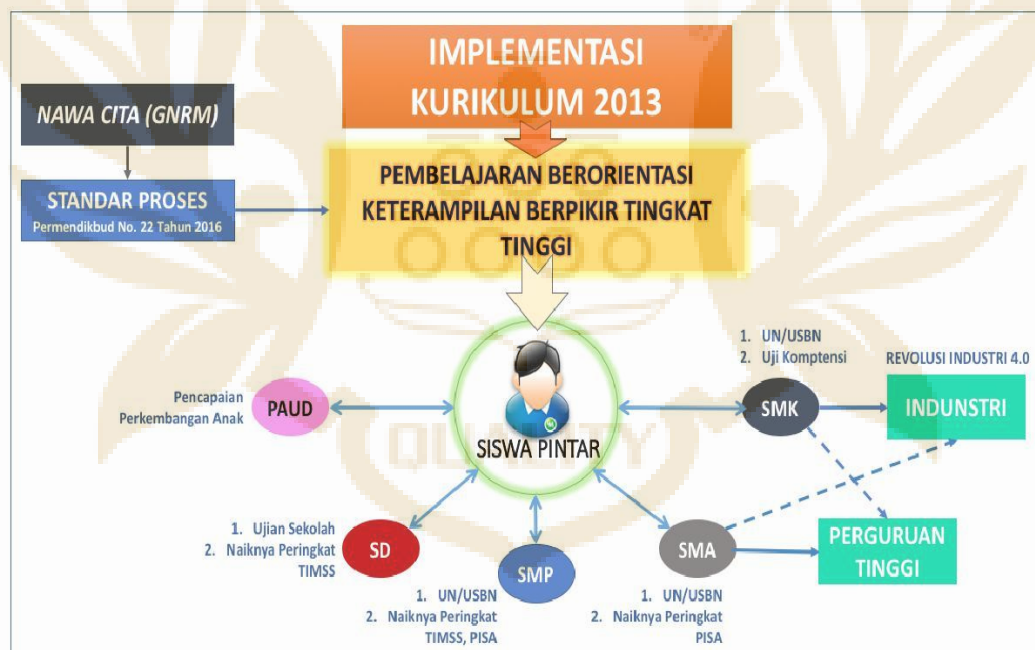 IMPLEMENTASI
KURIKULUM 2013
NAWA CITA (GNRM)
STANDAR PROSES
Permendikbud No. 22 Tahun 2016
PEMBELAJARAN BERORIENTASI
KETERAMPILAN BERPIKIR TINGKAT
TINGGI
SISWA PINTAR
QUALITY
Pencapaian
Perkembangan Anak
PAUD
1. UN/USBN
2. Uji Komptensi
SMK
REVOLUSI INDUSTRI 4.0
INDUNSTRI
1. Ujian Sekolah
2. Naiknya Peringkat
TIMSS
SD
SMP
1. UN/USBN
2. Naiknya Peringkat
TIMSS, PISA
SMA
1. UN/USBN
2. Naiknya Peringkat
PISA
PERGURUAN
TINGGI